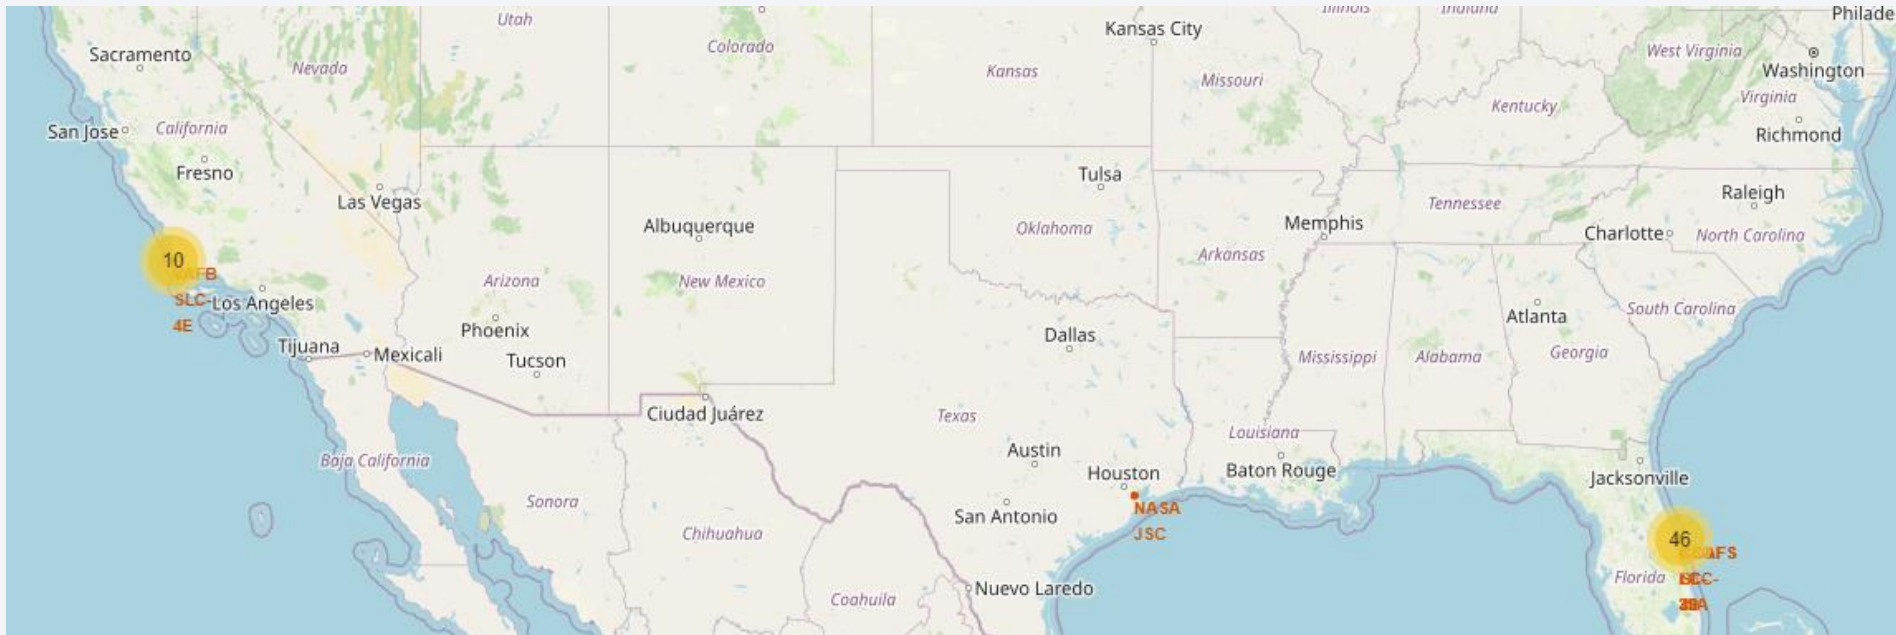 Philade
Kansas City
Utah
Colorado
Sacramento
Nevada
Kansas
Missouri
West Virginia
Washington
Kentucky
Virginia
San Jose
California
Richmond
Fresno
Tulsa
Las Vegas
Raleigh
Tennessee
Albuquerque
Oklahoma
Memphis
Charlotte
North Carolina
Arkansas
10
SLC-
4E
Los Angeles
Arizona
New Mexico
South Carolina
Atlanta
Phoenix
Dallas
Tijuana
Mexicali
Tucson
Mississippi
Alabama
Georgia
Ciudad Juárez
Texas
Louisiana
Austin
Baja California
Houston
Baton Rouge
Jacksonville
NASA
JSC
Sonora
San Antonio
Chihuahua
46
Florida
Nuevo Laredo
Coahuila